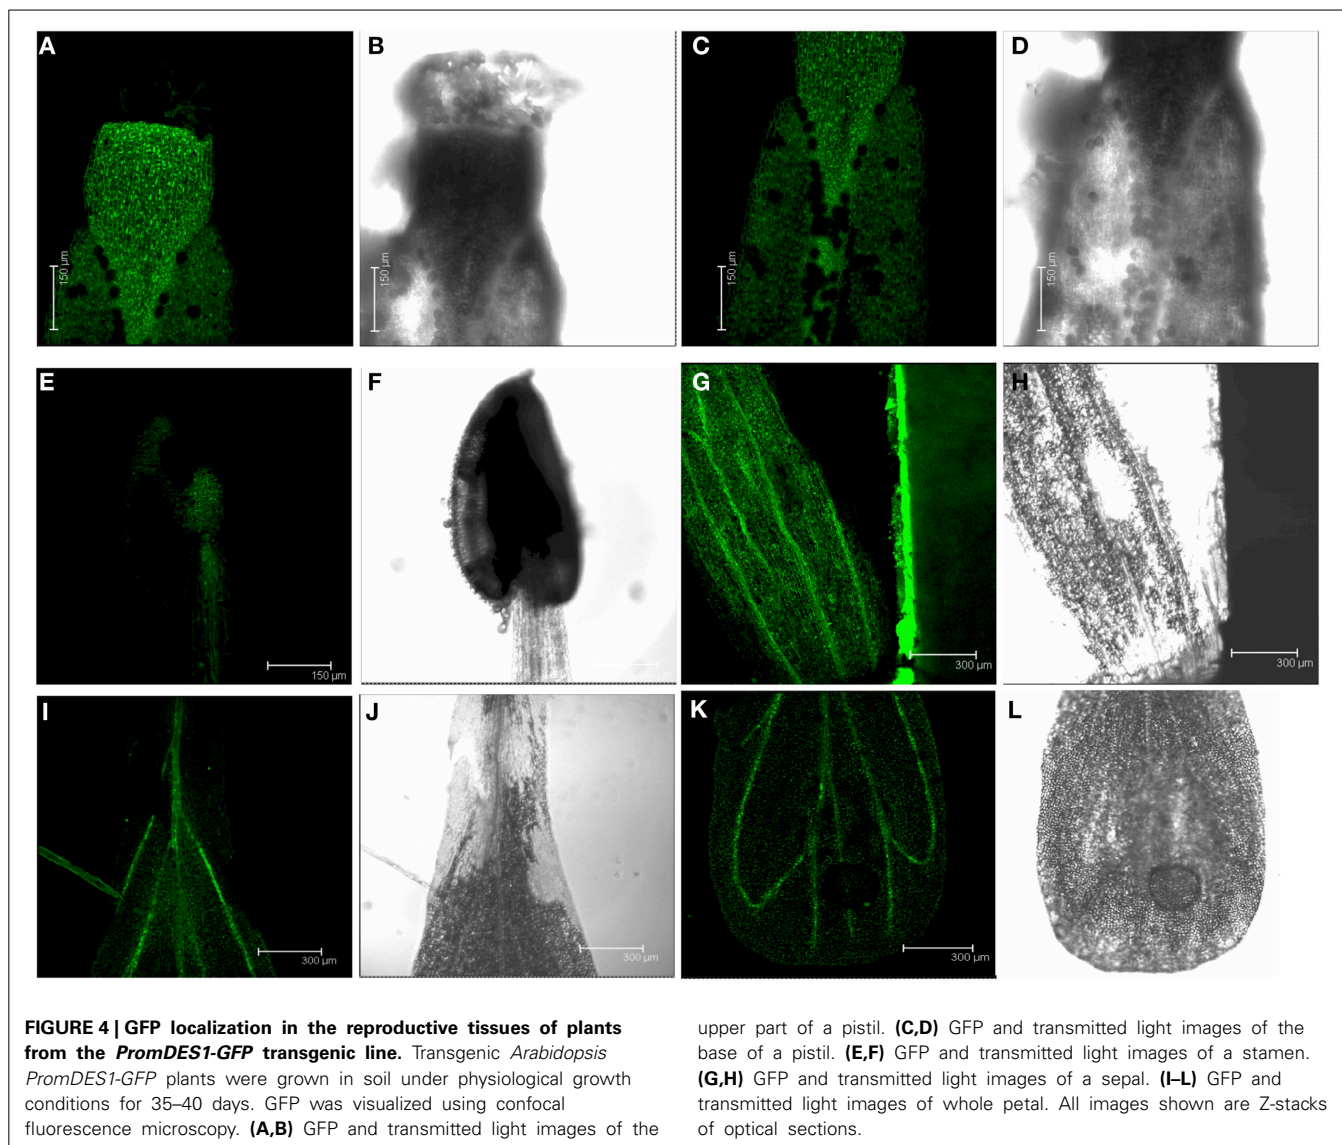 A
B
C
D
150 µm
150 µm
150 µm
150 µm
E
F
G
H
150 µm
300 µm
300 µm
I
J
K
L
300 µm
300 µm
300 µm
FIGURE 4 | GFP localization in the reproductive tissues of plants
from the PromDES1-GFP transgenic line. Transgenic Arabidopsis
PromDES1-GFP plants were grown in soil under physiological growth
conditions for 35–40 days. GFP was visualized using confocal
fluorescence microscopy. (A,B) GFP and transmitted light images of the
upper part of a pistil. (C,D) GFP and transmitted light images of the
base of a pistil. (E,F) GFP and transmitted light images of a stamen.
(G,H) GFP and transmitted light images of a sepal. (I–L) GFP and
transmitted light images of whole petal. All images shown are Z-stacks
of optical sections.